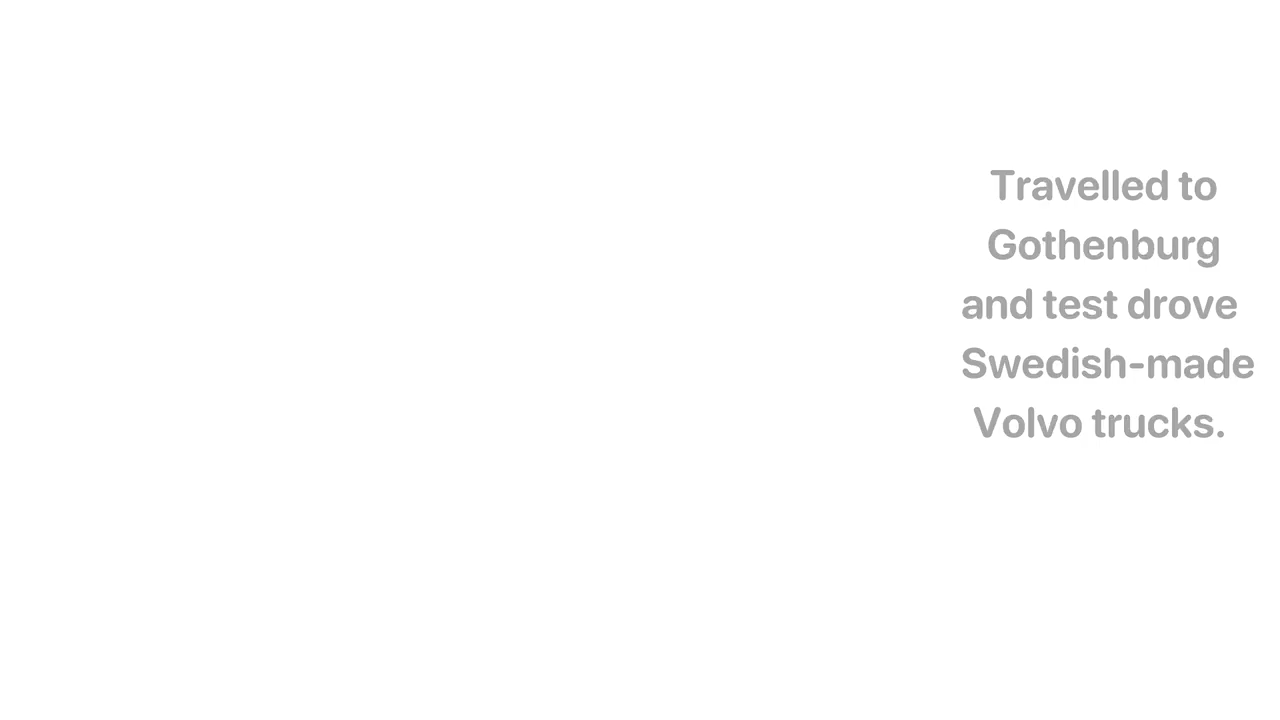 Travelled to
Gothenburg
and test drove
Swedish-made
Volvo trucks.